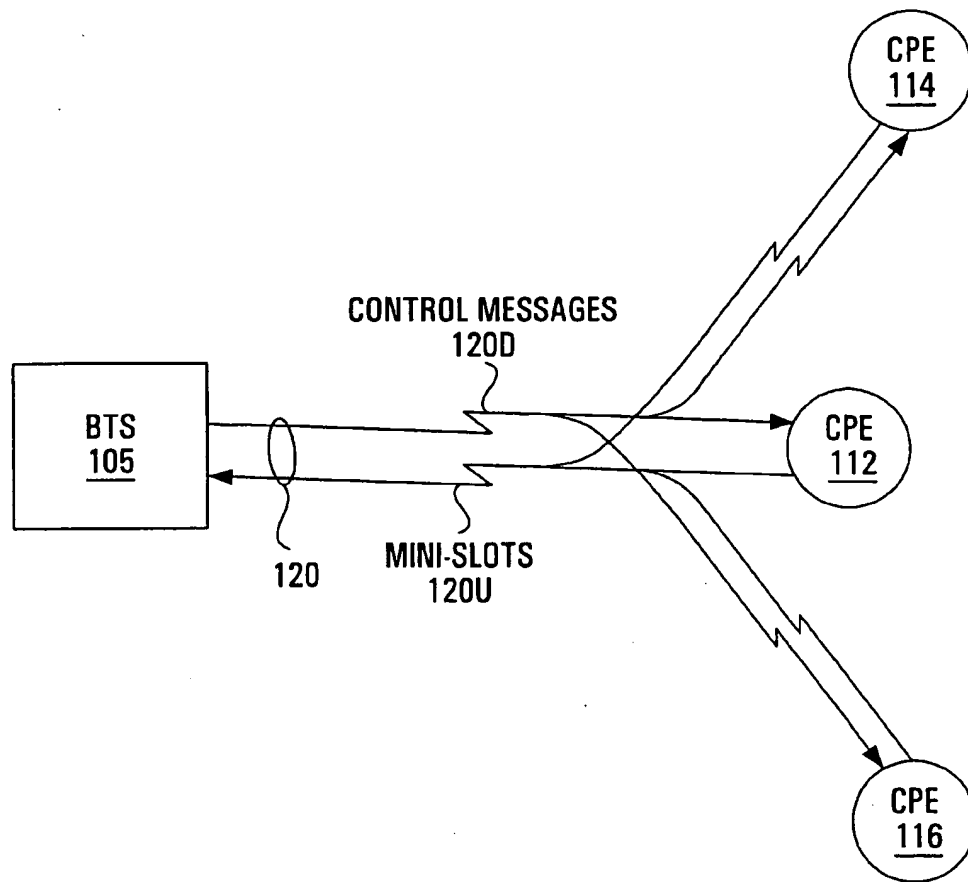 CPE
114
CONTROL MESSAGES
120D
BTS
105
CPE
112
120
MINI-SLOTS
120U
CPE
116